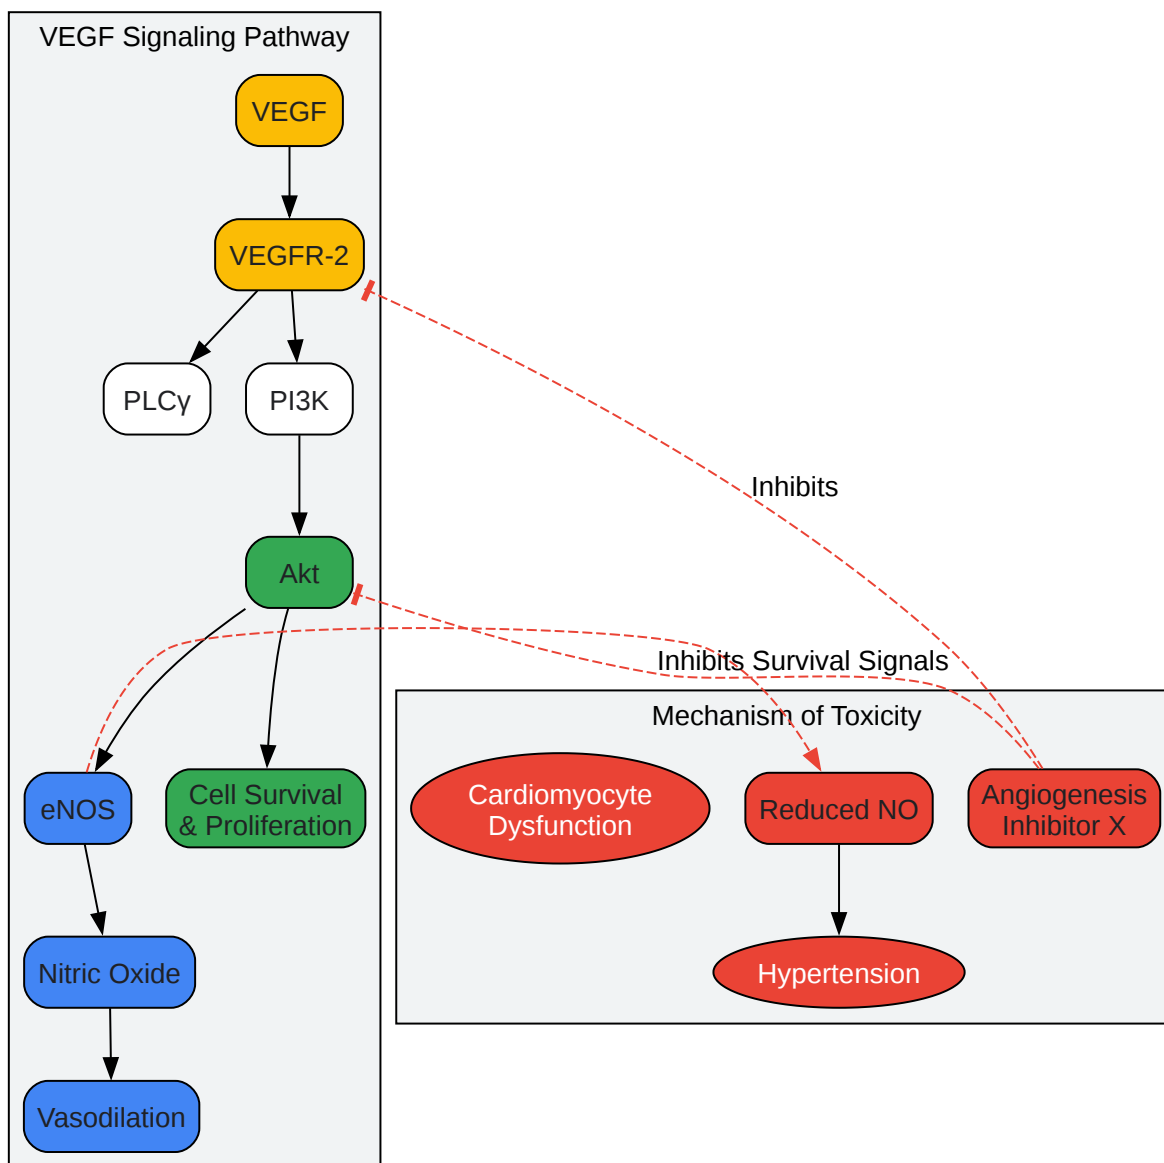 VEGF Signaling Pathway
VEGF
VEGFR-2
PLCγ
PI3K
Inhibits
Akt
Inhibits Survival Signals
Mechanism of Toxicity
eNOS
Cell Survival
& Proliferation
Cardiomyocyte
Dysfunction
Reduced NO
Angiogenesis
Inhibitor X
Nitric Oxide
Hypertension
Vasodilation